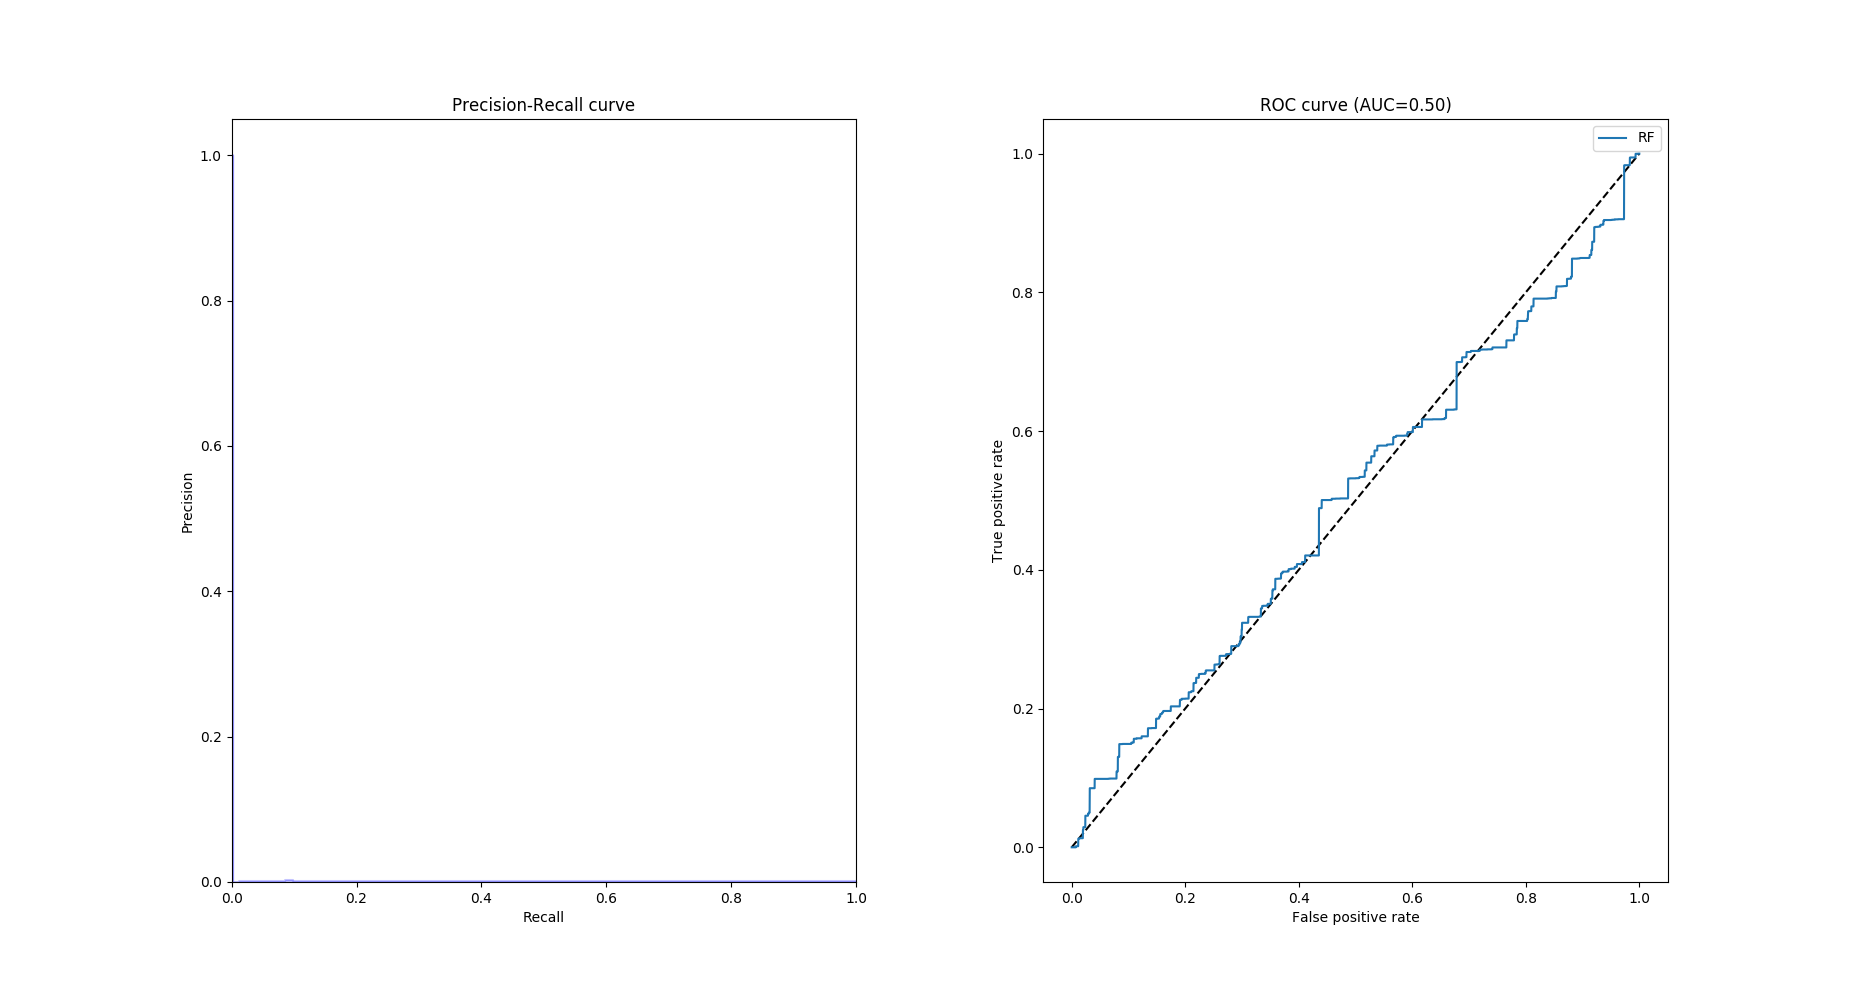 Precision-Recall curve
1.0
0.8
0.6
0.4
0.2
0.0
Precision
0.0 0.2 0.4 0.6 0.8 1.0
Recall
ROC curve (AUC=0.50)
RF
1.0
0.8
0.6
0.4
0.2
0.0
True positive rate
0.0 0.2 0.4 0.6 0.8 1.0
False positive rate